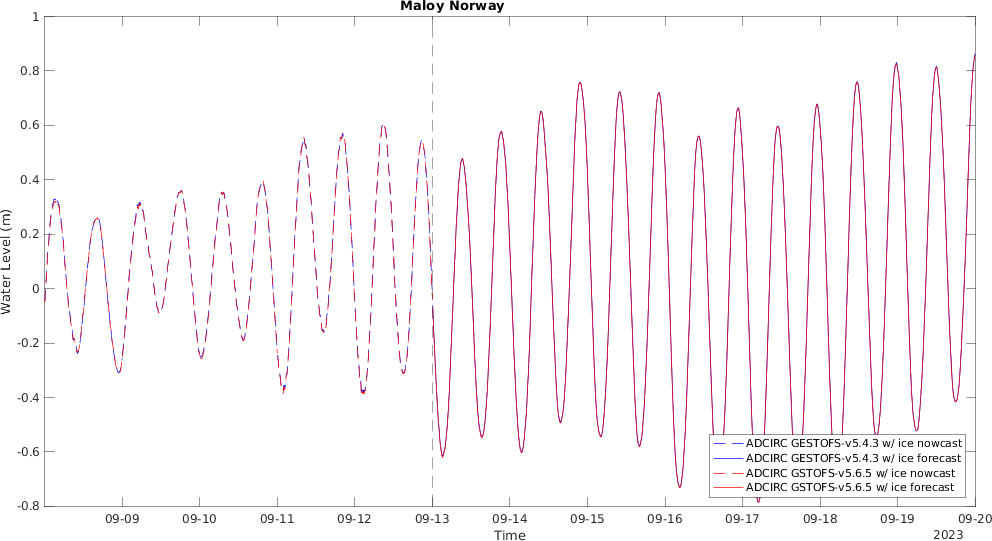 Maloy Norway
1
0.8
0.6
0.4
0.2
0
-0.2
-0.4
-0.6
-0.8
Water Level (m)
ADCIRC GESTOFS-v5.4.3 w/ ice nowcast
ADCIRC GESTOFS-v5.4.3 w/ ice forecast
ADCIRC GSTOFS-v5.6.5 w/ ice nowcast
ADCIRC GSTOFS-v5.6.5 w/ ice forecast
09-09 09-10 09-11 09-12 09-13 09-14 09-15 09-16 09-17 09-18 09-19 09-20
Time
2023